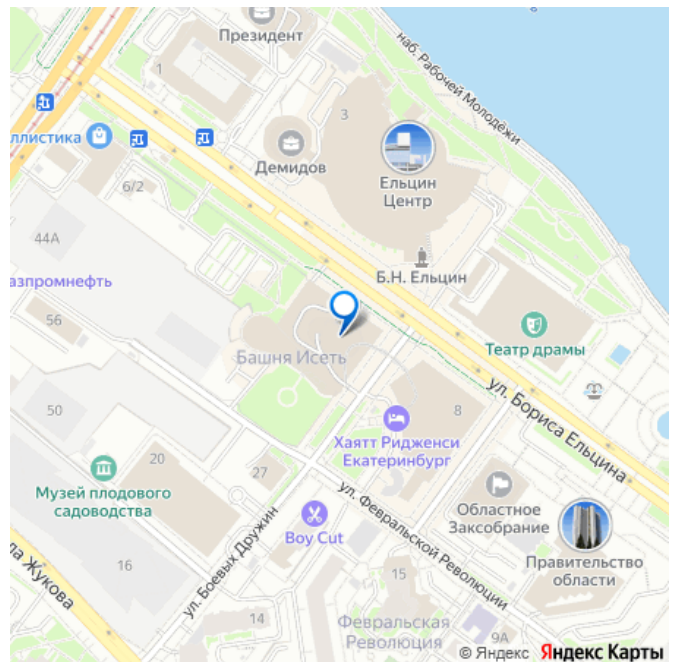 Президент
1
наб. Рабочей Молодёжи
3
ллистика
Демидов
Ельцин
Центр
6/2
44А
Б.Н. Ельцин
азпромнефть
56
Башня Исеть
Театр драмы
ул. Бориса Ельцина
50
8
Хаятт Ридженси
Екатеринбург
20
27
Музей плодового
садоводства
ул. Февральской Революции
Областное
Заксобрание
Boy Cut
ул. Боевых Дружин
ла Жукова
16
15
Правительство
области
14
Февральская
Революция
9А
© Яндекс Яндекс Карты